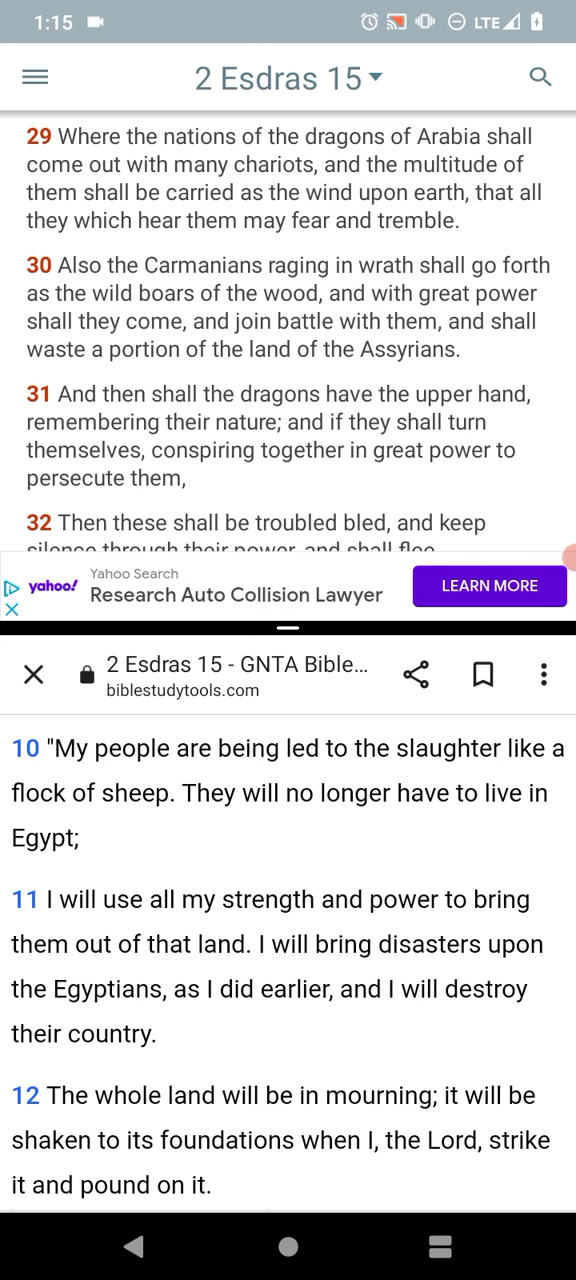 1:15
LTE
2 Esdras 15
29 Where the nations of the dragons of Arabia shall
come out with many chariots, and the multitude of
them shall be carried as the wind upon earth, that all
they which hear them may fear and tremble.
30 Also the Carmanians raging in wrath shall go forth
as the wild boars of the wood, and with great power
shall they come, and join battle with them, and shall
waste a portion of the land of the Assyrians.
31 And then shall the dragons have the upper hand,
remembering their nature; and if they shall turn
themselves, conspiring together in great power to
persecute them,
32 Then these shall be troubled bled, and keep
silence through their power, and shall flee
yahoo!
Yahoo Search
Research Auto Collision Lawyer
LEARN MORE
2 Esdras 15 - GNTA Bible...
biblestudytools.com
10 "My people are being led to the slaughter like a
flock of sheep. They will no longer have to live in
Egypt;
11 I will use all my strength and power to bring
them out of that land. I will bring disasters upon
the Egyptians, as I did earlier, and I will destroy
their country.
12 The whole land will be in mourning; it will be
shaken to its foundations when I, the Lord, strike
it and pound on it.